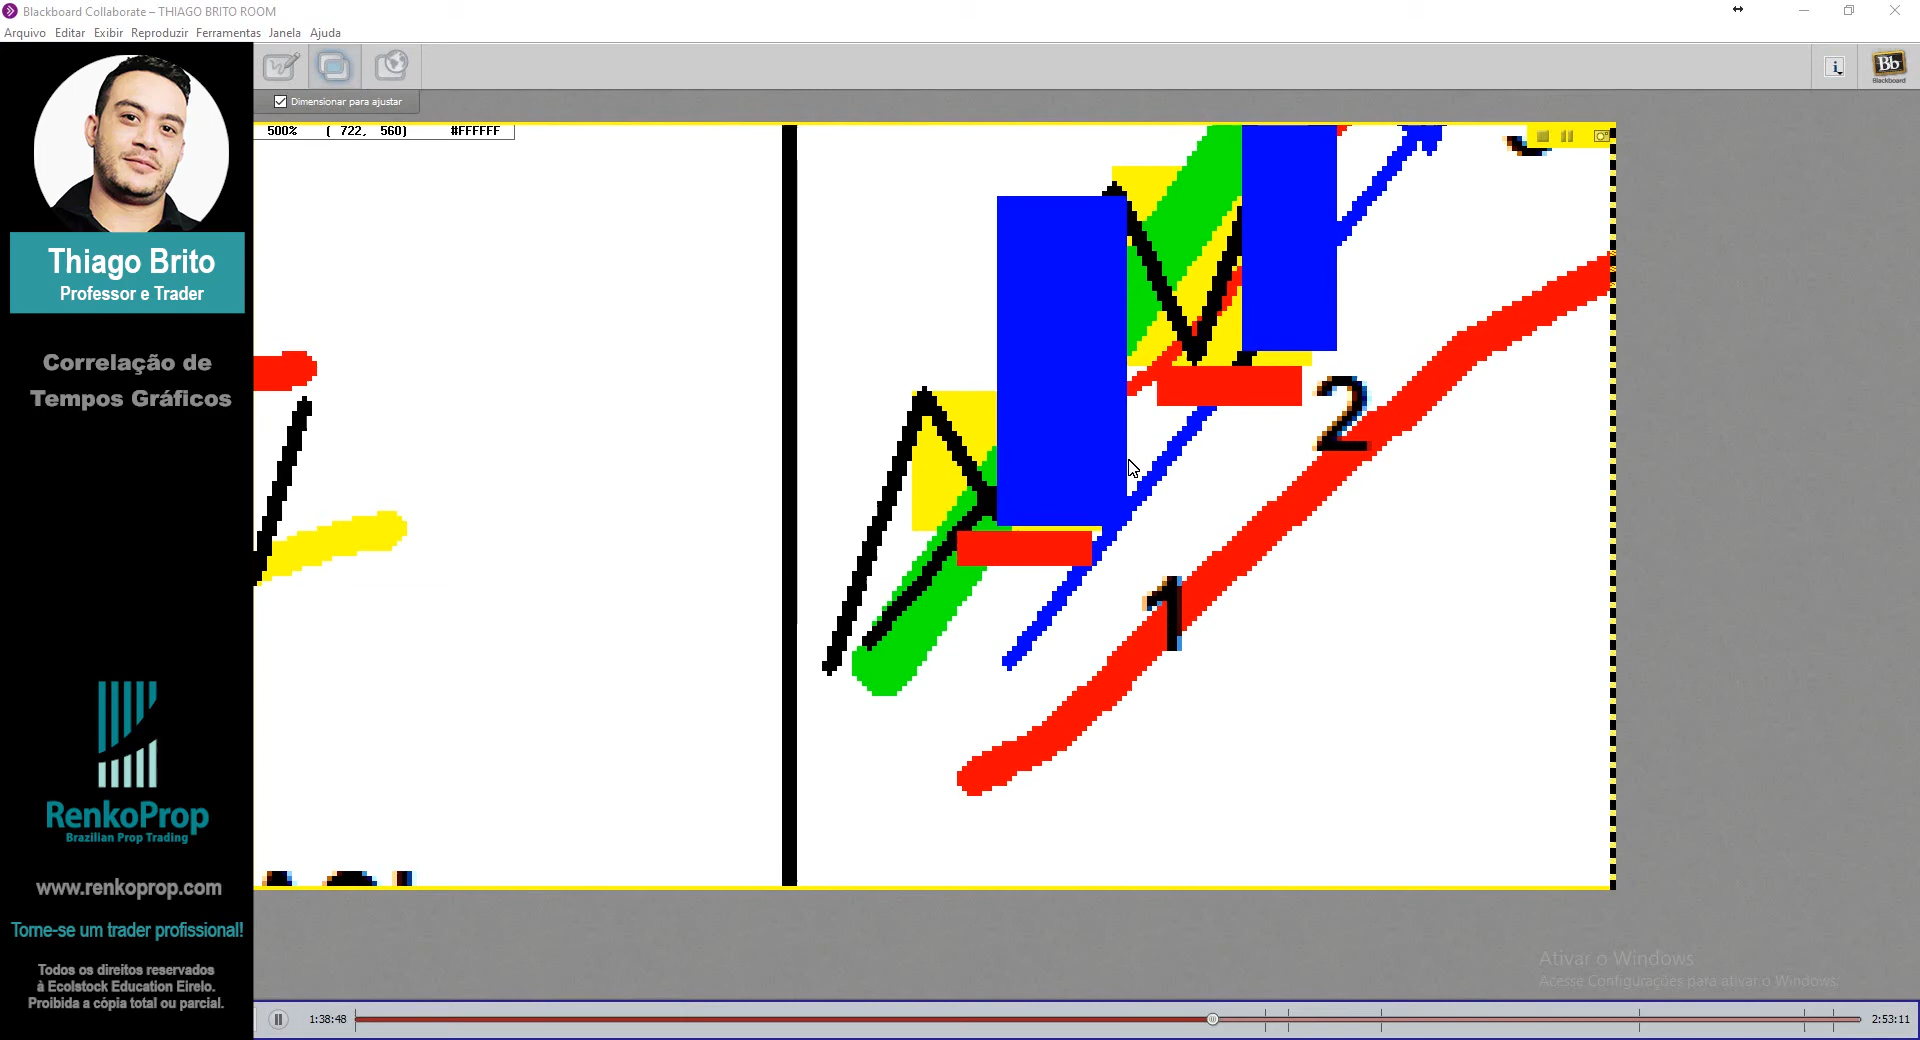 Blackboard Collaborate – THIAGO BRITO ROOM
Arquivo Editar Exibir Reproduzir Ferramentas Janela Ajuda
Dimensionar para ajustar
i
Bb
Blackboard
500% ( 722, 560) #FFFFFF
Thiago Brito
Professor e Trader
Correlação de
Tempos Gráficos
2
1
RenkoProp
Brazilian Prop Trading
www.renkoprop.com
Torne-se um trader profissional!
Todos os direitos reservados
à Ecolstock Education Eirelo.
Proibida a cópia total ou parcial.
Ativar o Windows
Acesse Configurações para ativar o Windows.
1:38:48
2:53:11